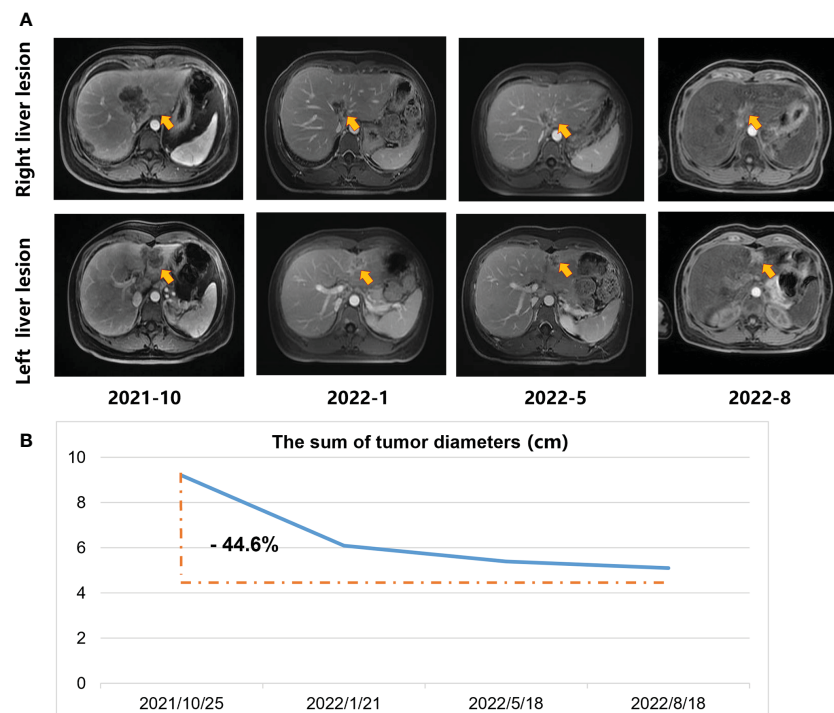 A
Right liver lesion
Left liver lesion
2021-10 2022-1 2022-5 2022-8
B
The sum of tumor diameters (cm)
10
8
- 44.6%
6
4
2
0
2021/10/25 2022/1/21 2022/5/18 2022/8/18